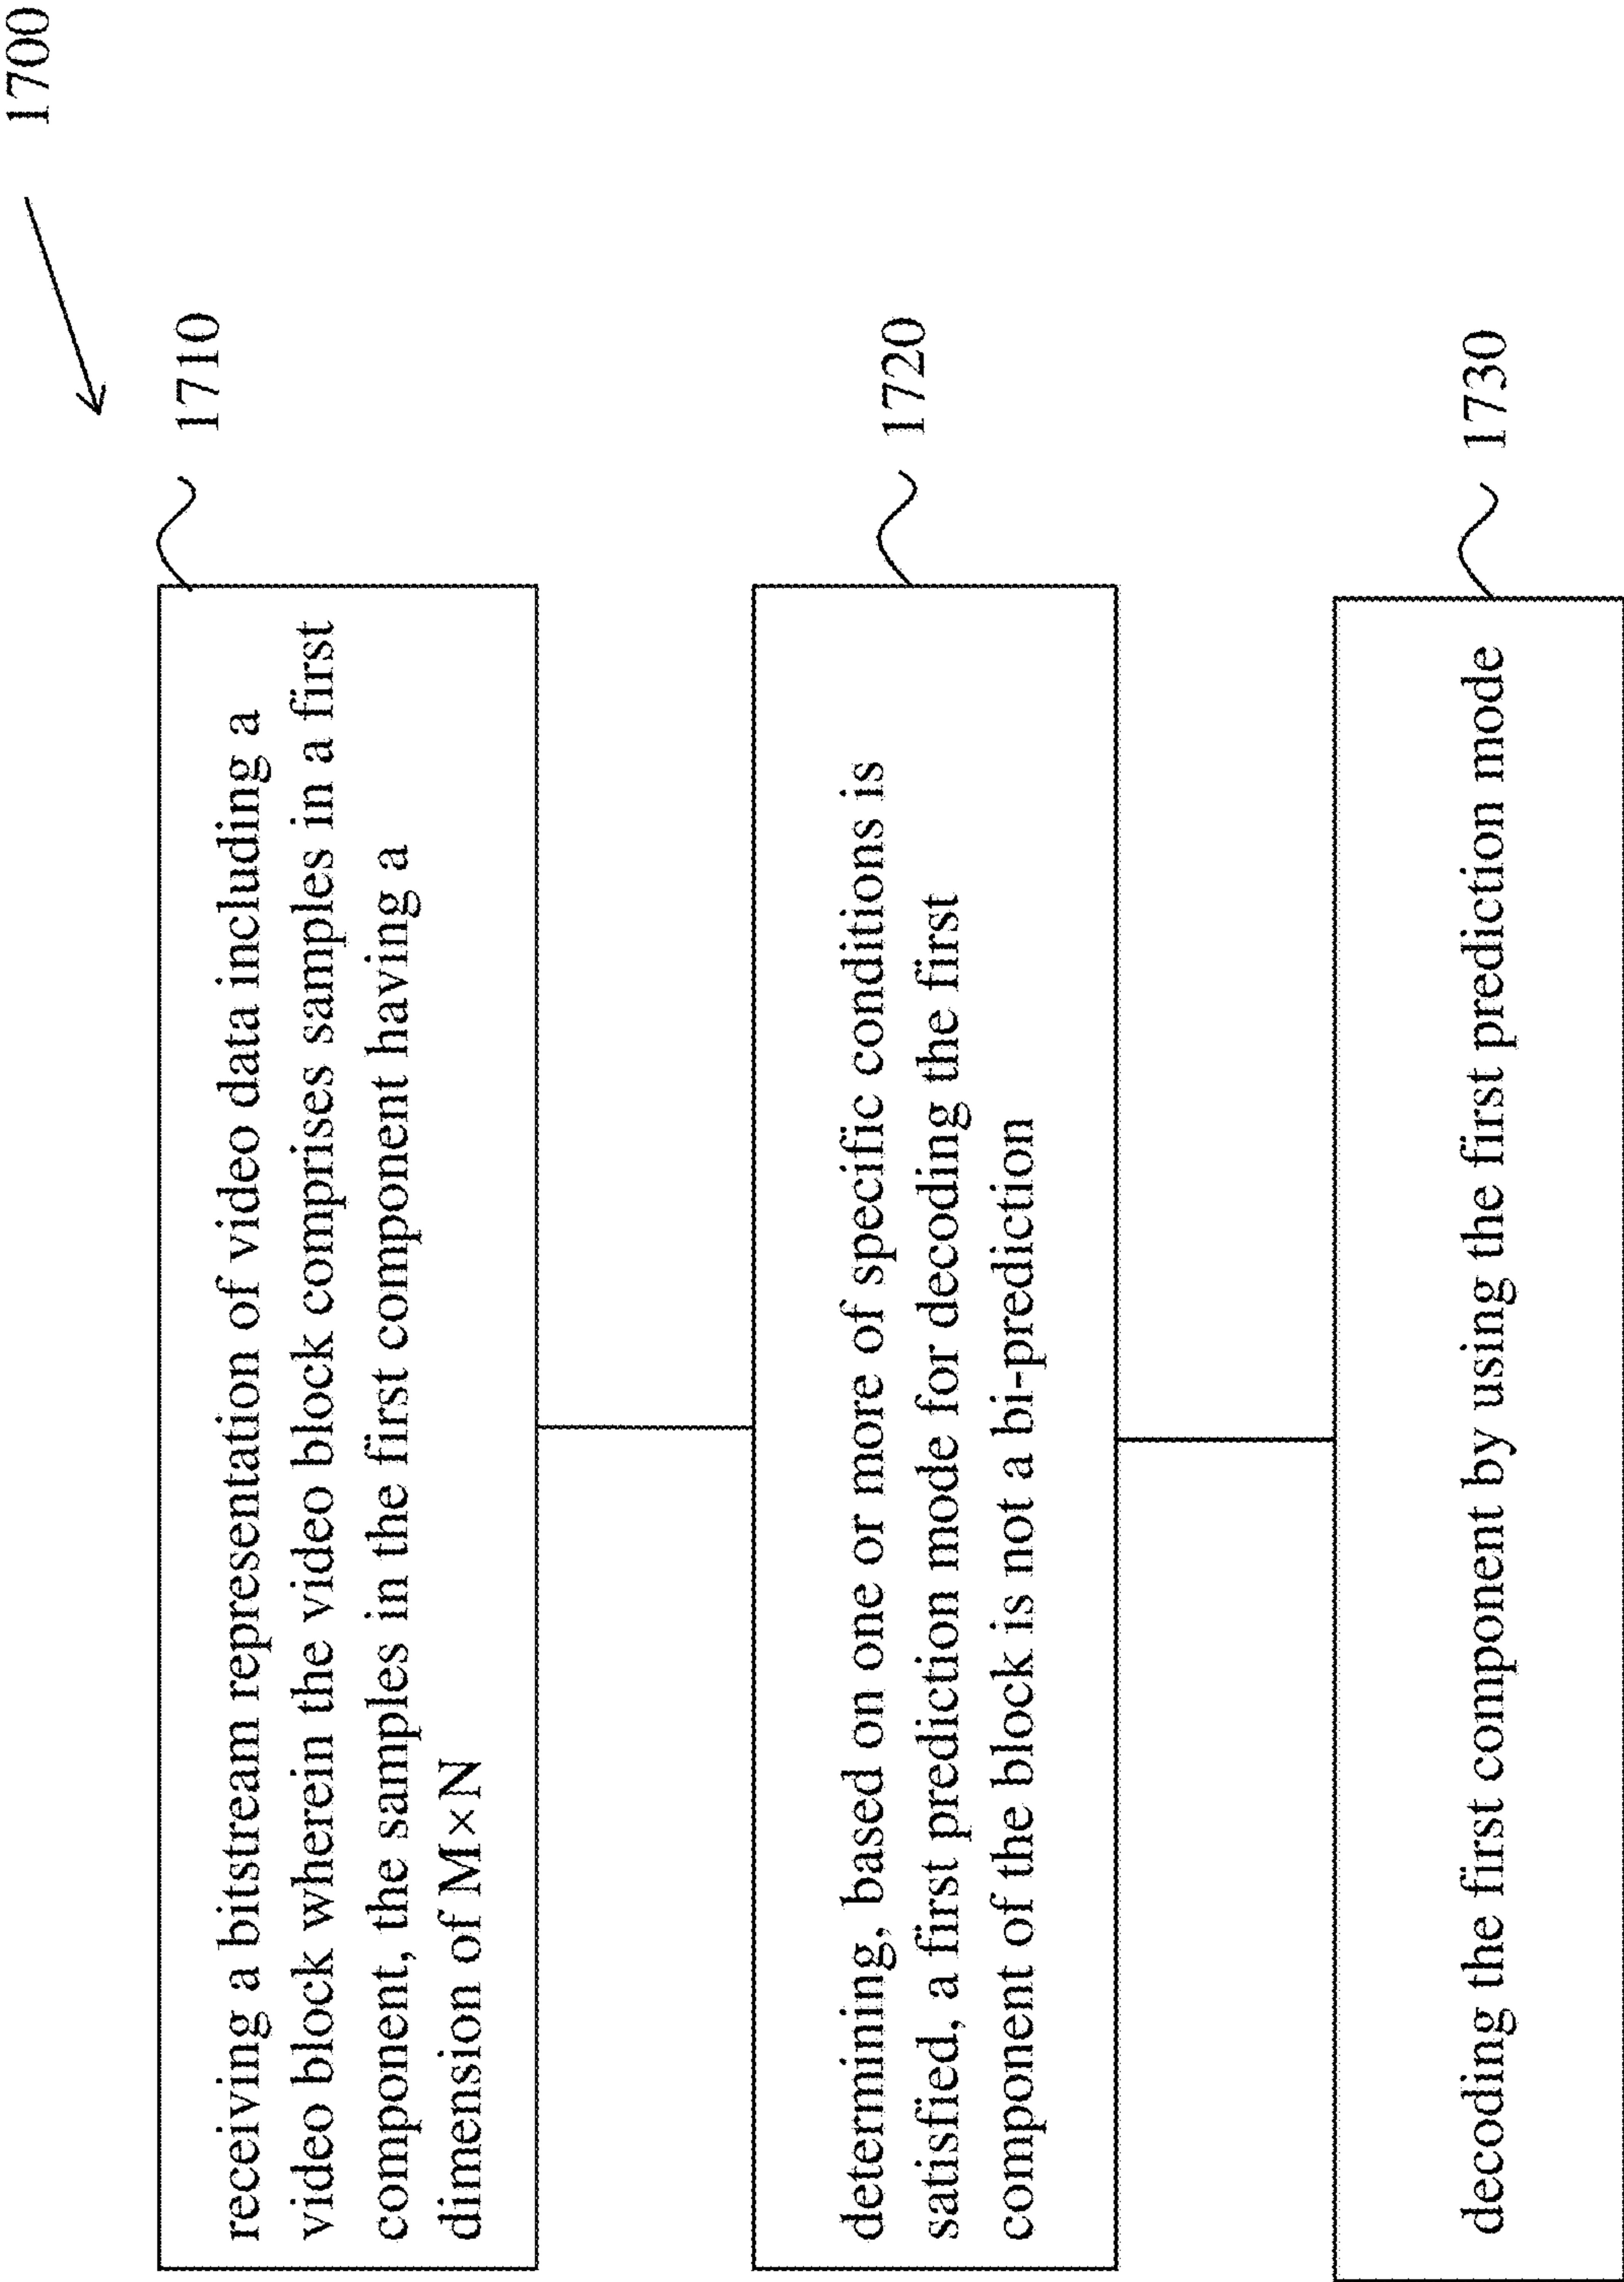 1700
1710
receiving a bitstream representation of video data including a
video block wherein the video block comprises samples in a first
component, the samples in the first component having a
dimension of M×N
1720
determining, based on one or more of specific conditions is
satisfied, a first prediction mode for decoding the first
component of the block is not a bi-prediction
1730
decoding the first component by using the first prediction mode